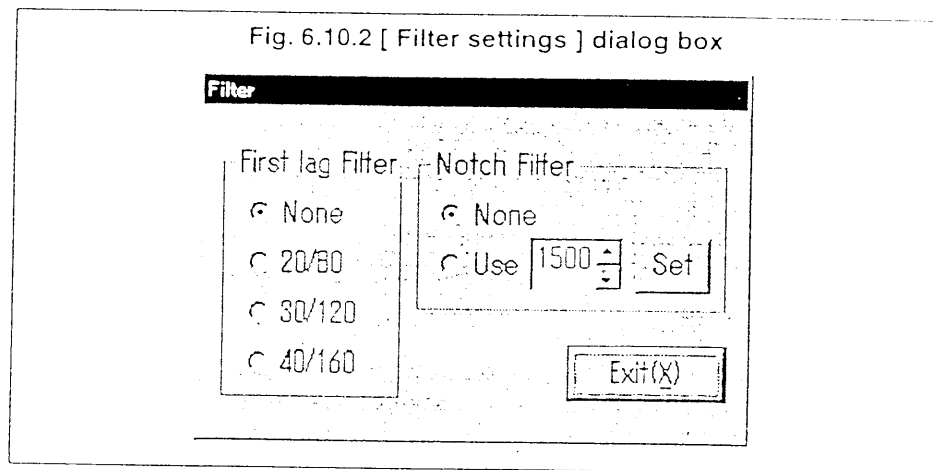 Fig. 6.10.2 [ Filter settings ] dialog box
Filter
First lag Filter
None
20/80
30/120
40/160
Notch Filter
None
Use 1500 Set
Exit(X)